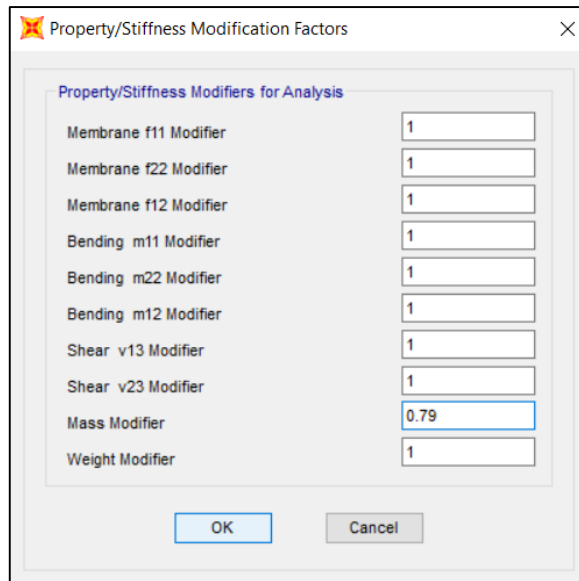 Property/Stiffness Modification Factors
Property/Stiffness Modifiers for Analysis
Membrane f11 Modifier 1
Membrane f22 Modifier 1
Membrane f12 Modifier 1
Bending m11 Modifier 1
Bending m22 Modifier 1
Bending m12 Modifier 1
Shear v13 Modifier 1
Shear v23 Modifier 1
Mass Modifier 0.79
Weight Modifier 1
OK Cancel